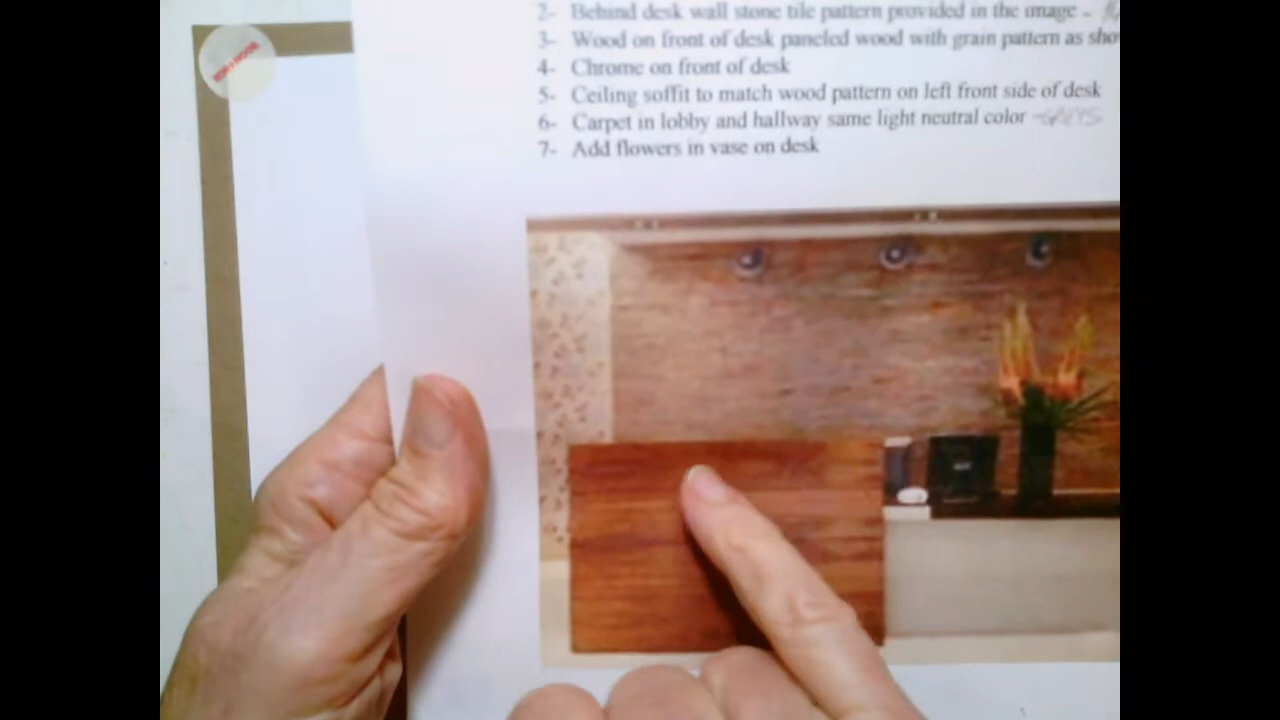 2- Behind desk wall stone tile pattern provided in the image -
3- Wood on front of desk paneled wood with grain pattern as sho
4- Chrome on front of desk
5- Ceiling soffit to match wood pattern on left front side of desk
6- Carpet in lobby and hallway same light neutral color -GREYS
7- Add flowers in vase on desk